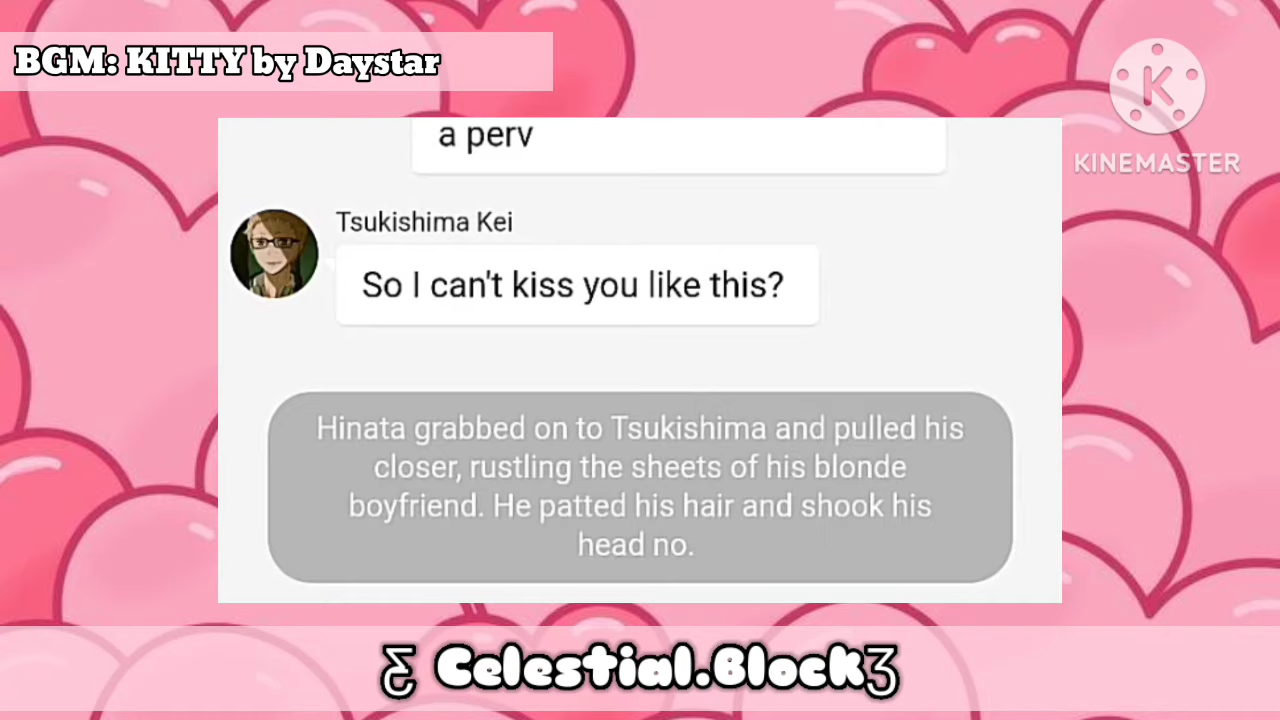 BGM: KITTY by Daystar
K
KINEMASTER
a perv
Tsukishima Kei
So I can't kiss you like this?
Hinata grabbed on to Tsukishima and pulled his
closer, rustling the sheets of his blonde
boyfriend. He patted his hair and shook his
head no.
Ƹ Celestial.BlockƷ